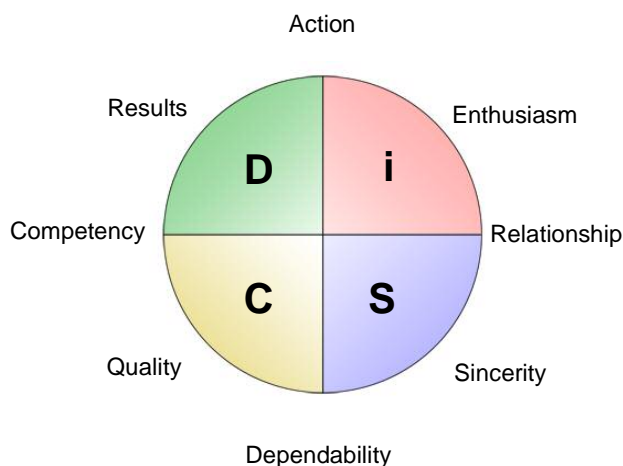 Action
Results
Enthusiasm
D
i
Competency
Relationship
C
S
Quality
Sincerity
Dependability